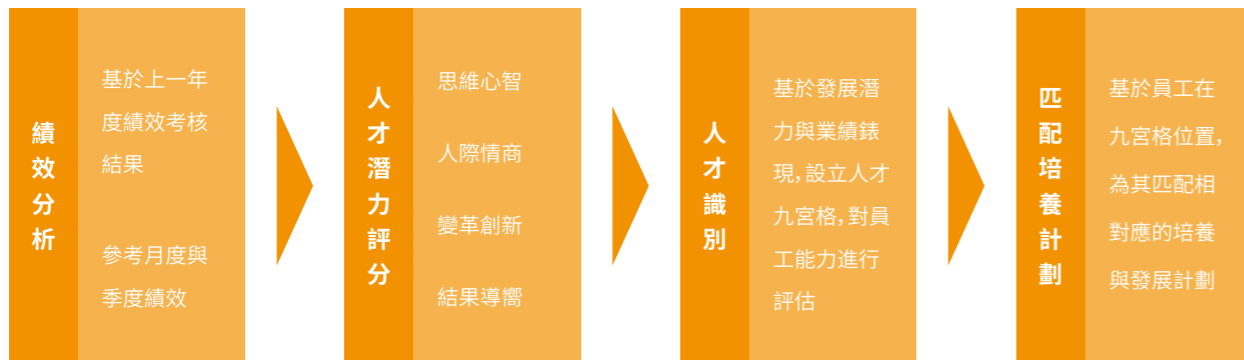 績效分析
基於上一年
度績效考核
結果
參考月度與
季度績效
人才潛力評分
思維心智
人際情商
變革創新
結果導嚮
人才識別
基於發展潛
力與業績錶
現，設立人才
九宮格，對員
工能力進行
評估
匹配培養計劃
基於員工在
九宮格位置，
為其匹配相
對應的培養
與發展計劃